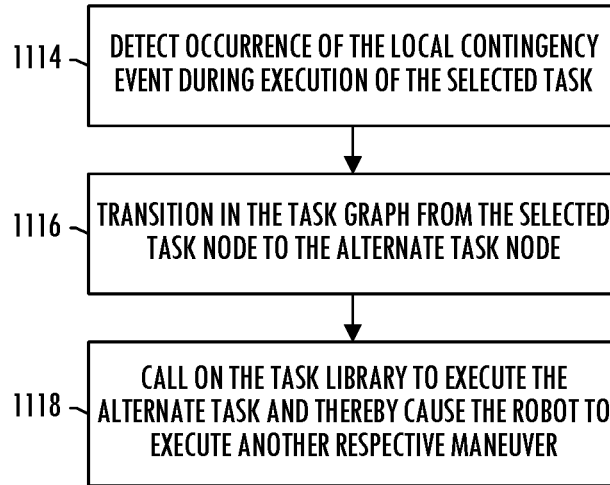 1114
DETECT OCCURRENCE OF THE LOCAL CONTINGENCY
EVENT DURING EXECUTION OF THE SELECTED TASK
1116
TRANSITION IN THE TASK GRAPH FROM THE SELECTED
TASK NODE TO THE ALTERNATE TASK NODE
1118
CALL ON THE TASK LIBRARY TO EXECUTE THE
ALTERNATE TASK AND THEREBY CAUSE THE ROBOT TO
EXECUTE ANOTHER RESPECTIVE MANEUVER